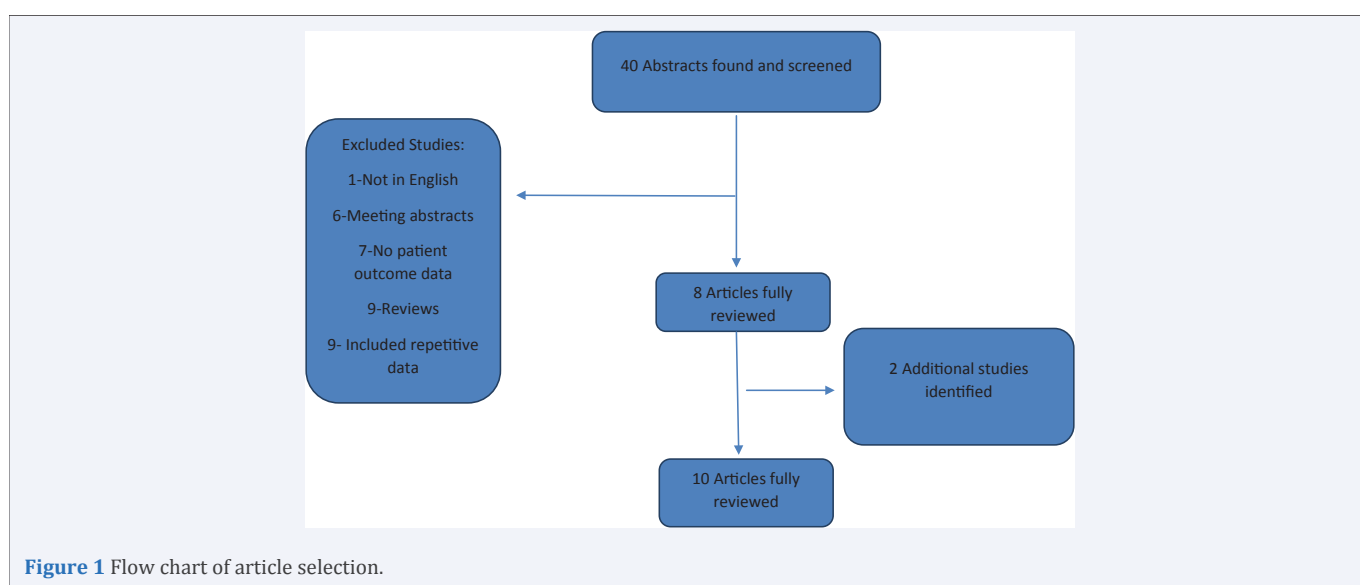 40 Abstracts found and screened
Excluded Studies:
1-Not in English
6-Meeting abstracts
7-No patient
outcome data
9-Reviews
9- Included repetitive
data
8 Articles fully
reviewed
2 Additional studies
identified
10 Articles fully
reviewed
Figure 1 Flow chart of article selection.